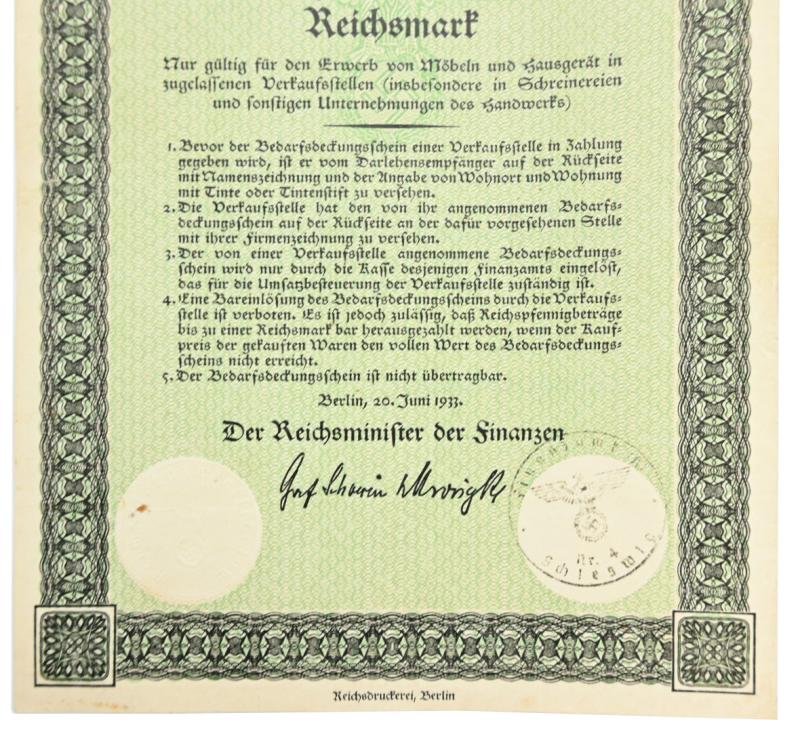 Reichsmark
Nur gültig für den Erwerb von Möbeln und Hausgerät in
zugelassenen Verkaufsstellen (insbesondere in Schreinereien
und sonstigen Unternehmungen des Handwerks)
1. Bevor der Bedarfsdeckungsschein einer Verkaufsstelle in Zahlung
gegeben wird, ist er vom Darlehensempfänger auf der Rückseite
mit Namenszeichnung und der Angabe von Wohnort und Wohnung
mit Tinte oder Tintenstift zu versehen.
2. Die Verkaufsstelle hat den von ihr angenommenen Bedarfs-
deckungsschein auf der Rückseite an der dafür vorgesehenen Stelle
mit ihrer Firmenzeichnung zu versehen.
3. Der von einer Verkaufsstelle angenommene Bedarfsdeckungs-
schein wird nur durch die Kasse desjenigen Finanzamts eingelöst,
das für die Umsatzbesteuerung der Verkaufsstelle zuständig ist.
4. Eine Bareinlösung des Bedarfsdeckungsscheins durch die Verkaufs-
stelle ist verboten. Es ist jedoch zulässig, daß Reichspfennigbeträge
bis zu einer Reichsmark bar herausgezahlt werden, wenn der Kauf-
preis der gekauften Waren den vollen Wert des Bedarfsdeckungs-
scheins nicht erreicht.
5. Der Bedarfsdeckungsschein ist nicht übertragbar.
Berlin, 20. Juni 1933.
Der Reichsminister der Finanzen
Graf Schwerin
Nr. 4
Schleswig
Reichsdruckerei, Berlin